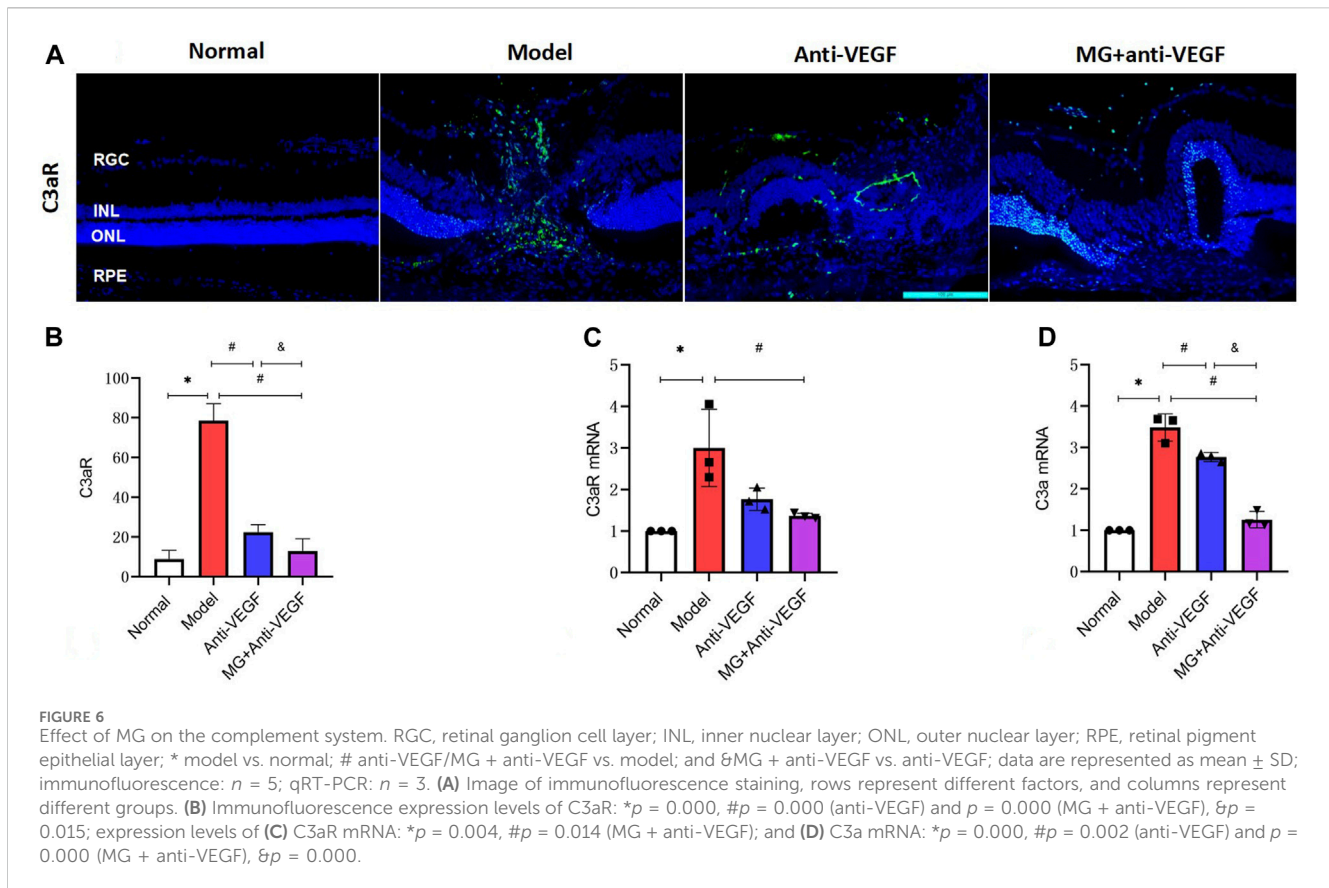 A
Normal
Model
Anti-VEGF
MG+anti-VEGF
C3aR
RGC
INL
ONL
RPE
B
# &
* #
100
80
60
40
20
0
C3aR
Normal
Model
Anti-VEGF
MG+Anti-VEGF
C
* #
5
4
3
2
1
0
C3aR mRNA
Normal
Model
Anti-VEGF
MG+Anti-VEGF
D
# &
* #
5
4
3
2
1
0
C3a mRNA
Normal
Model
Anti-VEGF
MG+Anti-VEGF
FIGURE 6
Effect of MG on the complement system. RGC, retinal ganglion cell layer; INL, inner nuclear layer; ONL, outer nuclear layer; RPE, retinal pigment
epithelial layer; * model vs. normal; # anti-VEGF/MG + anti-VEGF vs. model; and &MG + anti-VEGF vs. anti-VEGF; data are represented as mean ± SD;
immunofluorescence: n = 5; qRT-PCR: n = 3. (A) Image of immunofluorescence staining, rows represent different factors, and columns represent
different groups. (B) Immunofluorescence expression levels of C3aR: *p = 0.000, #p = 0.000 (anti-VEGF) and p = 0.000 (MG + anti-VEGF), &p =
0.015; expression levels of (C) C3aR mRNA: *p = 0.004, #p = 0.014 (MG + anti-VEGF); and (D) C3a mRNA: *p = 0.000, #p = 0.002 (anti-VEGF) and p =
0.000 (MG + anti-VEGF), &p = 0.000.